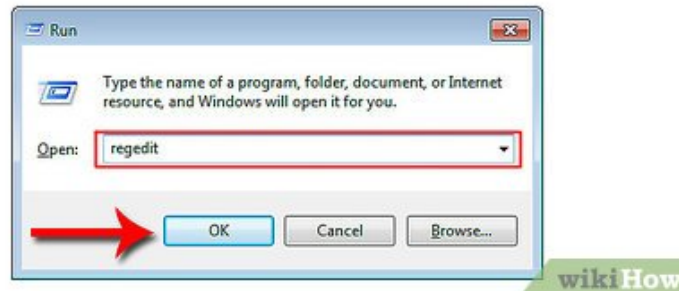 Run
Type the name of a program, folder, document, or Internet
resource, and Windows will open it for you.
Open: regedit
OK Cancel Browse...
wikiHow